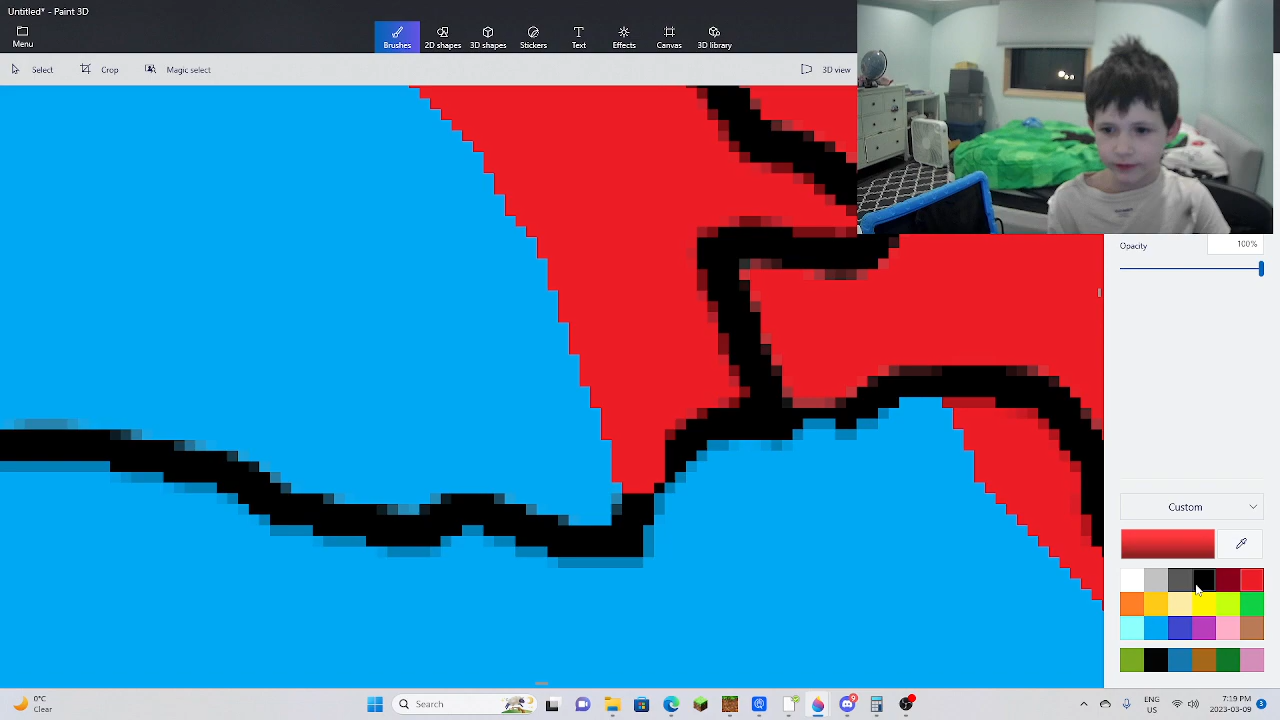 Untitled* - Paint 3D
Menu
Brushes
2D shapes
3D shapes
Stickers
Text
Effects
Canvas
3D library
Select
Crop
Magic select
3D view
Opacity
100%
Custom
0°C
Clear
Search
ENG
US
7:19 PM
2023-03-09
3